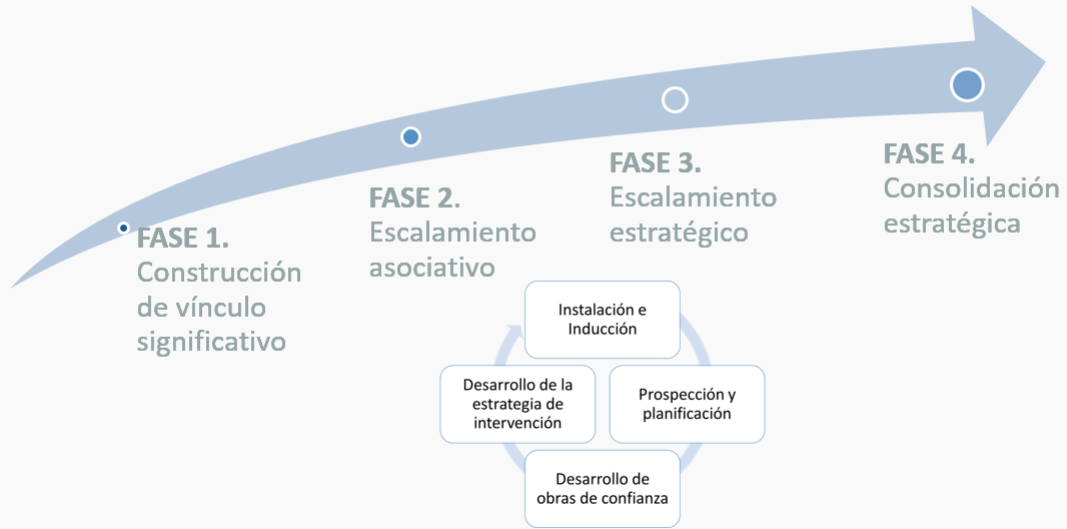 FASE 1.
Construcción
de vínculo
significativo
FASE 2.
Escalamiento
asociativo
FASE 3.
Escalamiento
estratégico
FASE 4.
Consolidación
estratégica
Instalación e
Inducción
Prospección y
planificación
Desarrollo de
obras de confianza
Desarrollo de la
estrategia de
intervención